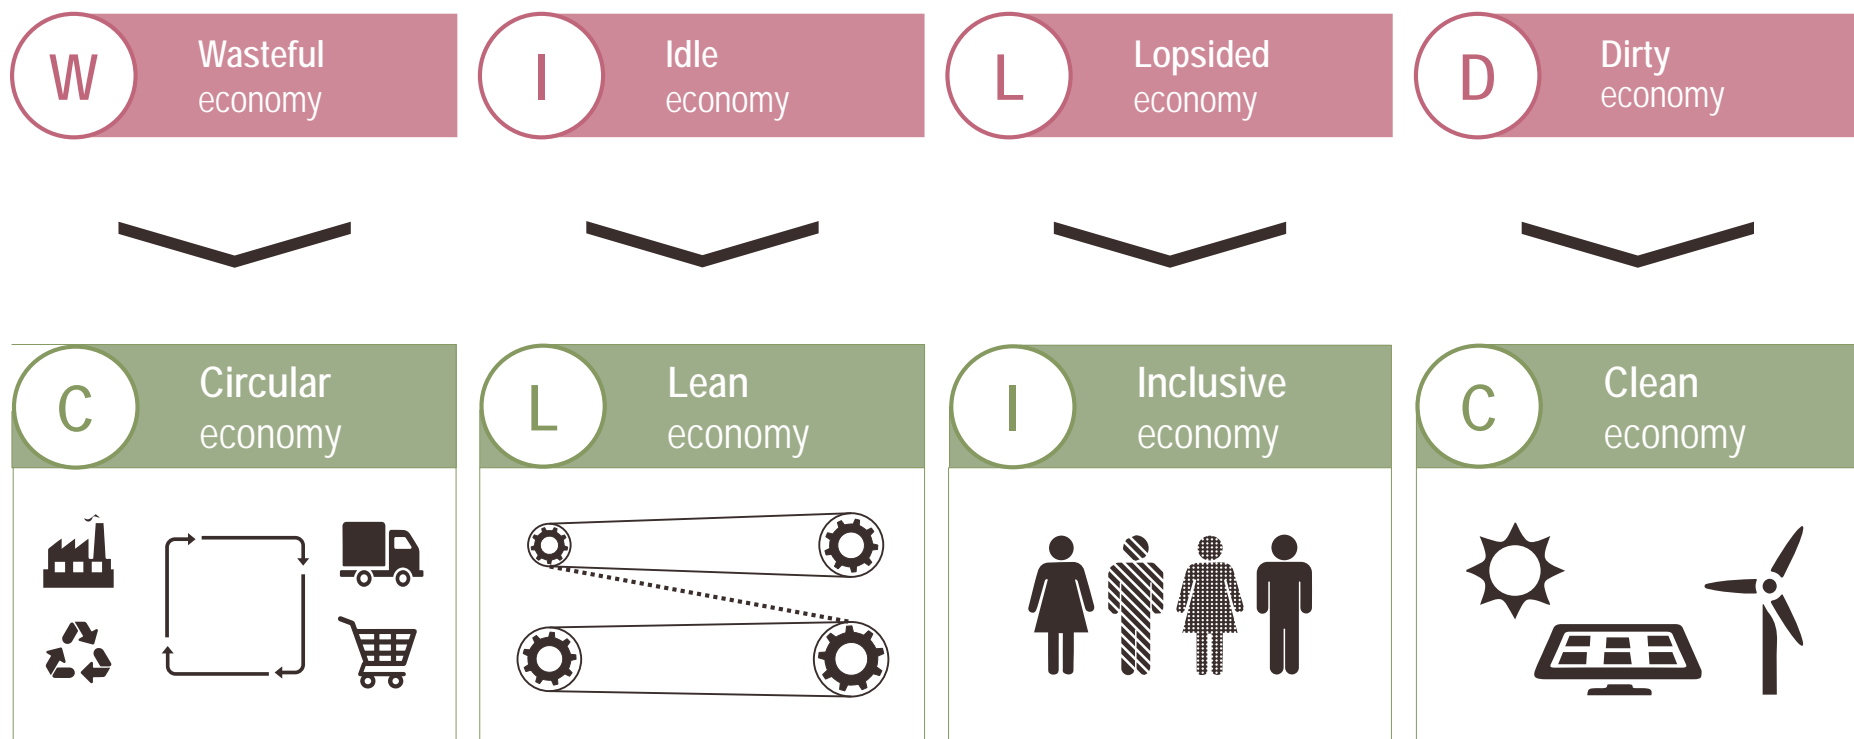 W
Wasteful
economy
I
Idle
economy
L
Lopsided
economy
D
Dirty
economy
C
Circular
economy
L
Lean
economy
I
Inclusive
economy
C
Clean
economy